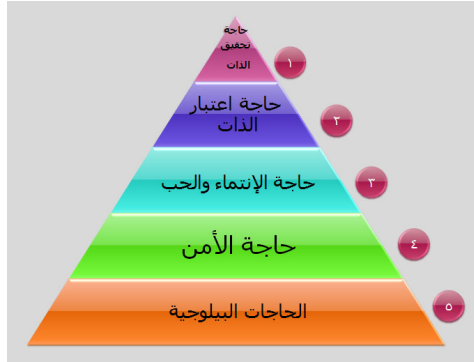 حاجة
تحقيق
الذات
١
حاجة اعتبار
الذات
٢
حاجة الإنتماء والحب
٣
حاجة الأمن
٤
الحاجات البيلوجية
٥